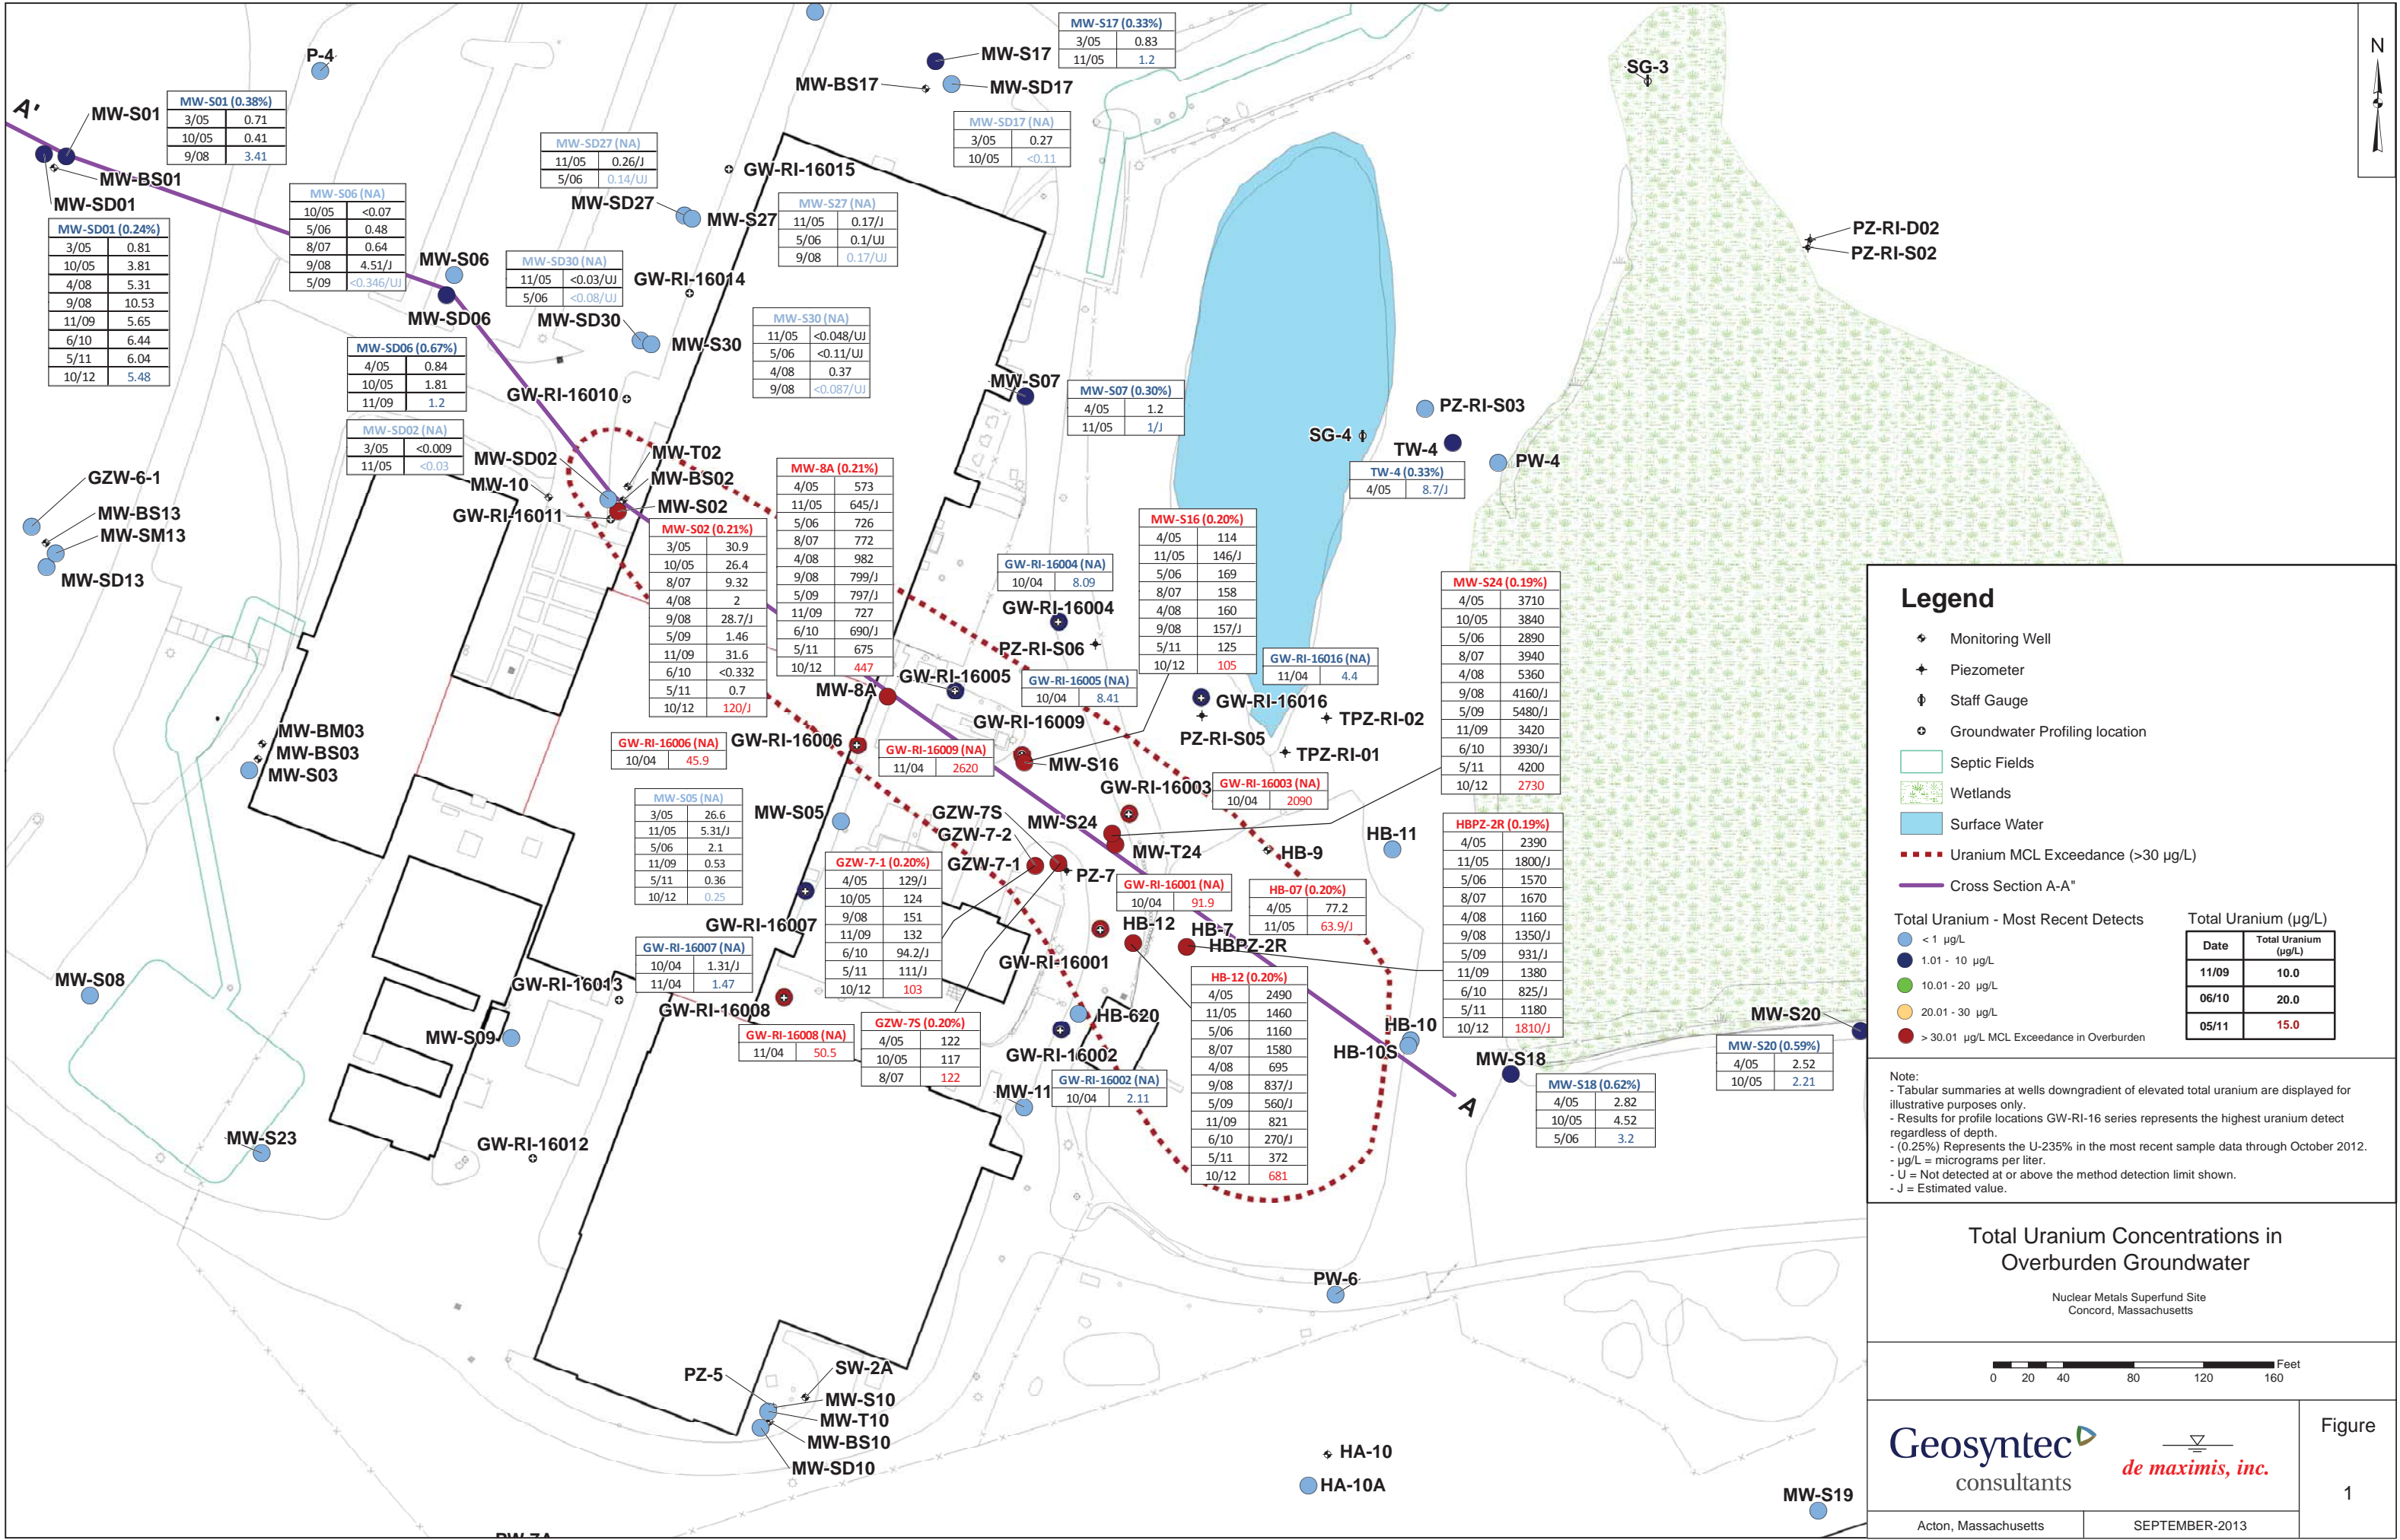 P-4
A'
MW-S01
MW-BS01
MW-SD01
MW-S01 (0.38%)
3/05 0.71
10/05 0.41
9/08 3.41
MW-SD01 (0.24%)
3/05 0.81
10/05 3.81
4/08 5.31
9/08 10.53
11/09 5.65
6/10 6.44
5/11 6.04
10/12 5.48
MW-S06 (NA)
10/05 <0.07
5/06 0.48
8/07 0.64
9/08 4.51/J
5/09 <0.346/UJ
MW-S06
MW-SD06
MW-SD06 (0.67%)
4/05 0.84
10/05 1.81
11/09 1.2
MW-SD02 (NA)
3/05 <0.009
11/05 <0.03
MW-SD27 (NA)
11/05 0.26/J
5/06 0.14/UJ
MW-SD27
MW-S27
GW-RI-16015
MW-S27 (NA)
11/05 0.17/J
5/06 0.1/UJ
9/08 0.17/UJ
MW-SD30 (NA)
11/05 <0.03/UJ
5/06 <0.08/UJ
GW-RI-16014
MW-SD30
MW-S30
MW-S30 (NA)
11/05 <0.048/UJ
5/06 <0.11/UJ
4/08 0.37
9/08 <0.087/UJ
MW-S17 (0.33%)
3/05 0.83
11/05 1.2
MW-S17
MW-BS17
MW-SD17
MW-SD17 (NA)
3/05 0.27
10/05 <0.11
SG-3
N
PZ-RI-D02
PZ-RI-S02
GW-RI-16010
MW-S07
MW-S07 (0.30%)
4/05 1.2
11/05 1/J
PZ-RI-S03
SG-4
TW-4
PW-4
TW-4 (0.33%)
4/05 8.7/J
GZW-6-1
MW-BS13
MW-SM13
MW-SD13
MW-SD02
MW-T02
MW-BS02
MW-10
MW-S02
GW-RI-16011
MW-S02 (0.21%)
3/05 30.9
10/05 26.4
8/07 9.32
4/08 2
9/08 28.7/J
5/09 1.46
11/09 31.6
6/10 <0.332
5/11 0.7
10/12 120/J
MW-8A (0.21%)
4/05 573
11/05 645/J
5/06 726
8/07 772
4/08 982
9/08 799/J
5/09 797/J
11/09 727
6/10 690/J
5/11 675
10/12 447
GW-RI-16004 (NA)
10/04 8.09
GW-RI-16004
PZ-RI-S06
MW-S16 (0.20%)
4/05 114
11/05 146/J
5/06 169
8/07 158
4/08 160
9/08 157/J
5/11 125
10/12 105
GW-RI-16016 (NA)
11/04 4.4
MW-S24 (0.19%)
4/05 3710
10/05 3840
5/06 2890
8/07 3940
4/08 5360
9/08 4160/J
5/09 5480/J
11/09 3420
6/10 3930/J
5/11 4200
10/12 2730
MW-8A
GW-RI-16005
GW-RI-16005 (NA)
10/04 8.41
GW-RI-16016
PZ-RI-S05
TPZ-RI-02
TPZ-RI-01
GW-RI-16009
GW-RI-16006 (NA)
10/04 45.9
GW-RI-16006
GW-RI-16009 (NA)
11/04 2620
MW-S16
GW-RI-16003
GW-RI-16003 (NA)
10/04 2090
MW-BM03
MW-BS03
MW-S03
MW-S05 (NA)
3/05 26.6
11/05 5.31/J
5/06 2.1
11/09 0.53
5/11 0.36
10/12 0.25
MW-S05
GZW-7S
MW-S24
GZW-7-2
GZW-7-1
MW-T24
PZ-7
HB-9
HB-11
HBPZ-2R (0.19%)
4/05 2390
11/05 1800/J
5/06 1570
8/07 1670
4/08 1160
9/08 1350/J
5/09 931/J
11/09 1380
6/10 825/J
5/11 1180
10/12 1810/J
GZW-7-1 (0.20%)
4/05 129/J
10/05 124
9/08 151
11/09 132
6/10 94.2/J
5/11 111/J
10/12 103
GW-RI-16001 (NA)
10/04 91.9
HB-07 (0.20%)
4/05 77.2
11/05 63.9/J
GW-RI-16007
GW-RI-16007 (NA)
10/04 1.31/J
11/04 1.47
HB-12
HB-7
HBPZ-2R
GW-RI-16001
HB-12 (0.20%)
4/05 2490
11/05 1460
5/06 1160
8/07 1580
4/08 695
9/08 837/J
5/09 560/J
11/09 821
6/10 270/J
5/11 372
10/12 681
MW-S08
GW-RI-16013
GW-RI-16008
GW-RI-16008 (NA)
11/04 50.5
GZW-7S (0.20%)
4/05 122
10/05 117
8/07 122
MW-S09
HB-620
GW-RI-16002
GW-RI-16002 (NA)
10/04 2.11
MW-11
HB-10
HB-10S
A
MW-S18
MW-S18 (0.62%)
4/05 2.82
10/05 4.52
5/06 3.2
MW-S20
MW-S20 (0.59%)
4/05 2.52
10/05 2.21
MW-S23
GW-RI-16012
PW-6
PZ-5
SW-2A
MW-S10
MW-T10
MW-BS10
MW-SD10
HA-10
HA-10A
MW-S19
PW-7A
Legend
Monitoring Well
Piezometer
Staff Gauge
Groundwater Profiling location
Septic Fields
Wetlands
Surface Water
Uranium MCL Exceedance (>30 µg/L)
Cross Section A-A"
Total Uranium - Most Recent Detects
< 1 µg/L
1.01 - 10 µg/L
10.01 - 20 µg/L
20.01 - 30 µg/L
> 30.01 µg/L MCL Exceedance in Overburden
Total Uranium (µg/L)
Date Total Uranium (µg/L)
11/09 10.0
06/10 20.0
05/11 15.0
Note:
- Tabular summaries at wells downgradient of elevated total uranium are displayed for
illustrative purposes only.
- Results for profile locations GW-RI-16 series represents the highest uranium detect
regardless of depth.
- (0.25%) Represents the U-235% in the most recent sample data through October 2012.
- µg/L = micrograms per liter.
- U = Not detected at or above the method detection limit shown.
- J = Estimated value.
Total Uranium Concentrations in
Overburden Groundwater
Nuclear Metals Superfund Site
Concord, Massachusetts
0 20 40 80 120 160 Feet
Geosyntec
consultants
de maximis, inc.
Figure
1
Acton, Massachusetts
SEPTEMBER-2013